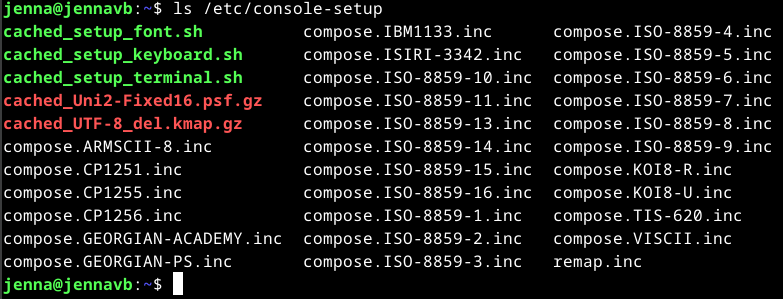 jenna@jennavb:~$ ls /etc/console-setup
cached_setup_font.sh compose.IBM1133.inc compose.ISO-8859-4.inc
cached_setup_keyboard.sh compose.ISIRI-3342.inc compose.ISO-8859-5.inc
cached_setup_terminal.sh compose.ISO-8859-10.inc compose.ISO-8859-6.inc
cached_Uni2-Fixed16.psf.gz compose.ISO-8859-11.inc compose.ISO-8859-7.inc
cached_UTF-8_del.kmap.gz compose.ISO-8859-13.inc compose.ISO-8859-8.inc
compose.ARMSCII-8.inc compose.ISO-8859-14.inc compose.ISO-8859-9.inc
compose.CP1251.inc compose.ISO-8859-15.inc compose.KOI8-R.inc
compose.CP1255.inc compose.ISO-8859-16.inc compose.KOI8-U.inc
compose.CP1256.inc compose.ISO-8859-1.inc compose.TIS-620.inc
compose.GEORGIAN-ACADEMY.inc compose.ISO-8859-2.inc compose.VISCII.inc
compose.GEORGIAN-PS.inc compose.ISO-8859-3.inc remap.inc
jenna@jennavb:~$